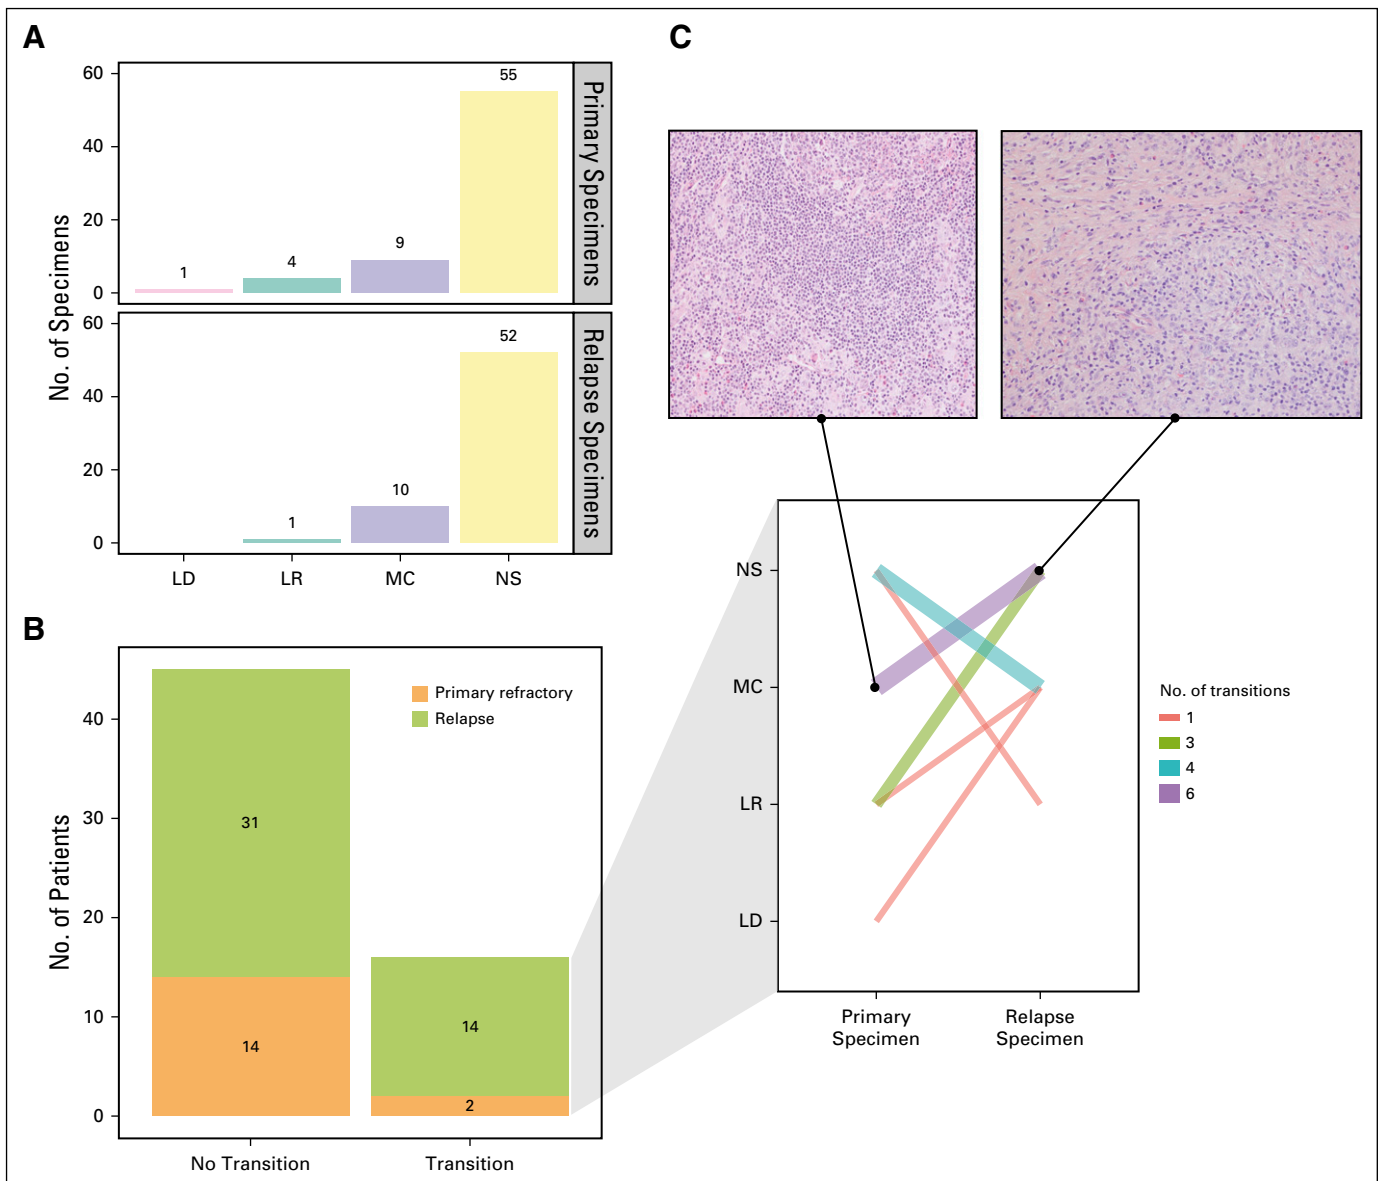 A
60
40
20
0
1
4
9
55
Primary Specimens
60
40
20
0
1
10
52
Relapse Specimens
No. of Specimens
LD
LR
MC
NS
B
40
30
20
10
0
No. of Patients
Primary refractory
Relapse
31
14
14
2
No Transition
Transition
C
NS
MC
LR
LD
Primary
Specimen
Relapse
Specimen
No. of transitions
1
3
4
6